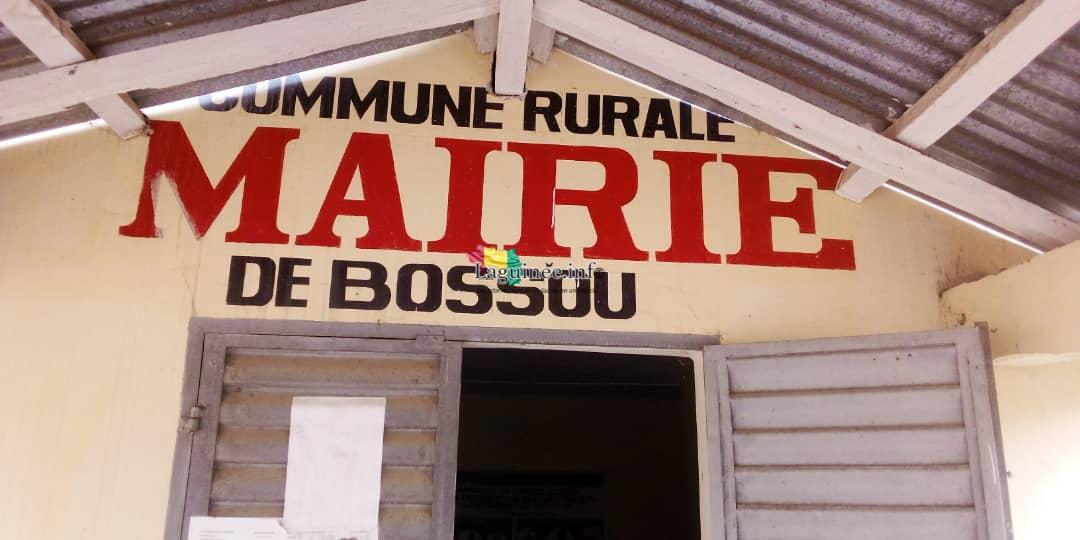 COMMUNE RURALE
MAIRIE
Laguinée.info
DE BOSSOU